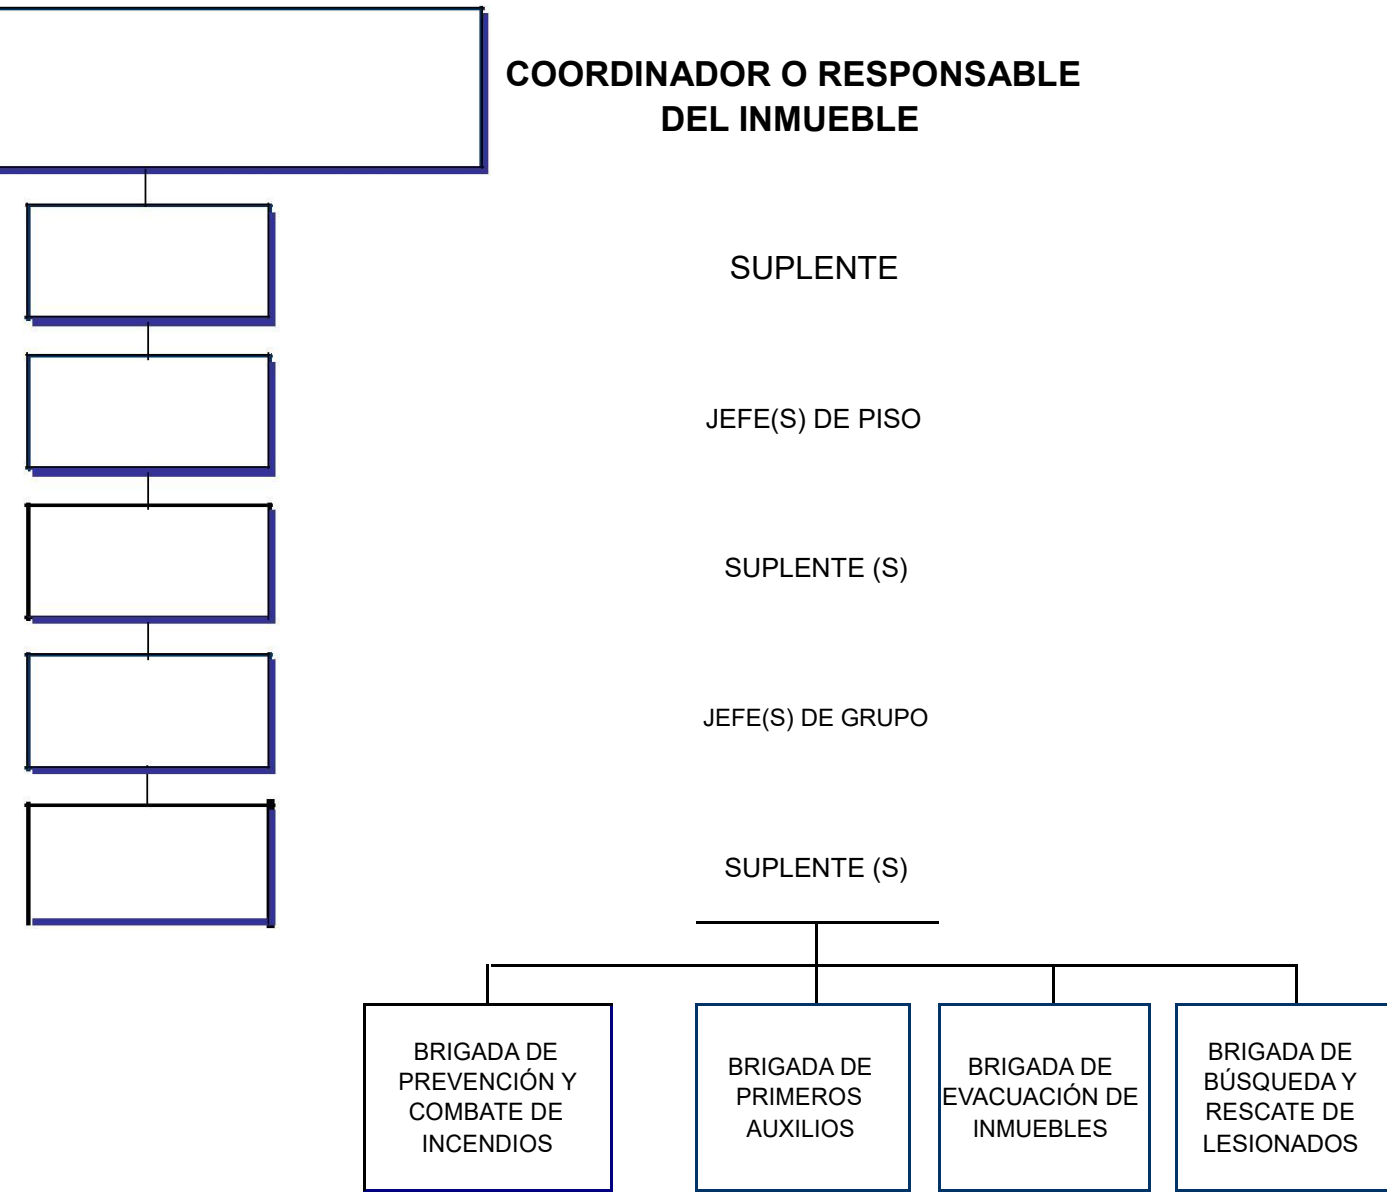 COORDINADOR O RESPONSABLE
DEL INMUEBLE
SUPLENTE
JEFE(S) DE PISO
SUPLENTE (S)
JEFE(S) DE GRUPO
SUPLENTE (S)
BRIGADA DE
PREVENCIÓN Y
COMBATE DE
INCENDIOS
BRIGADA DE
PRIMEROS
AUXILIOS
BRIGADA DE
EVACUACIÓN DE
INMUEBLES
BRIGADA DE
BÚSQUEDA Y
RESCATE DE
LESIONADOS